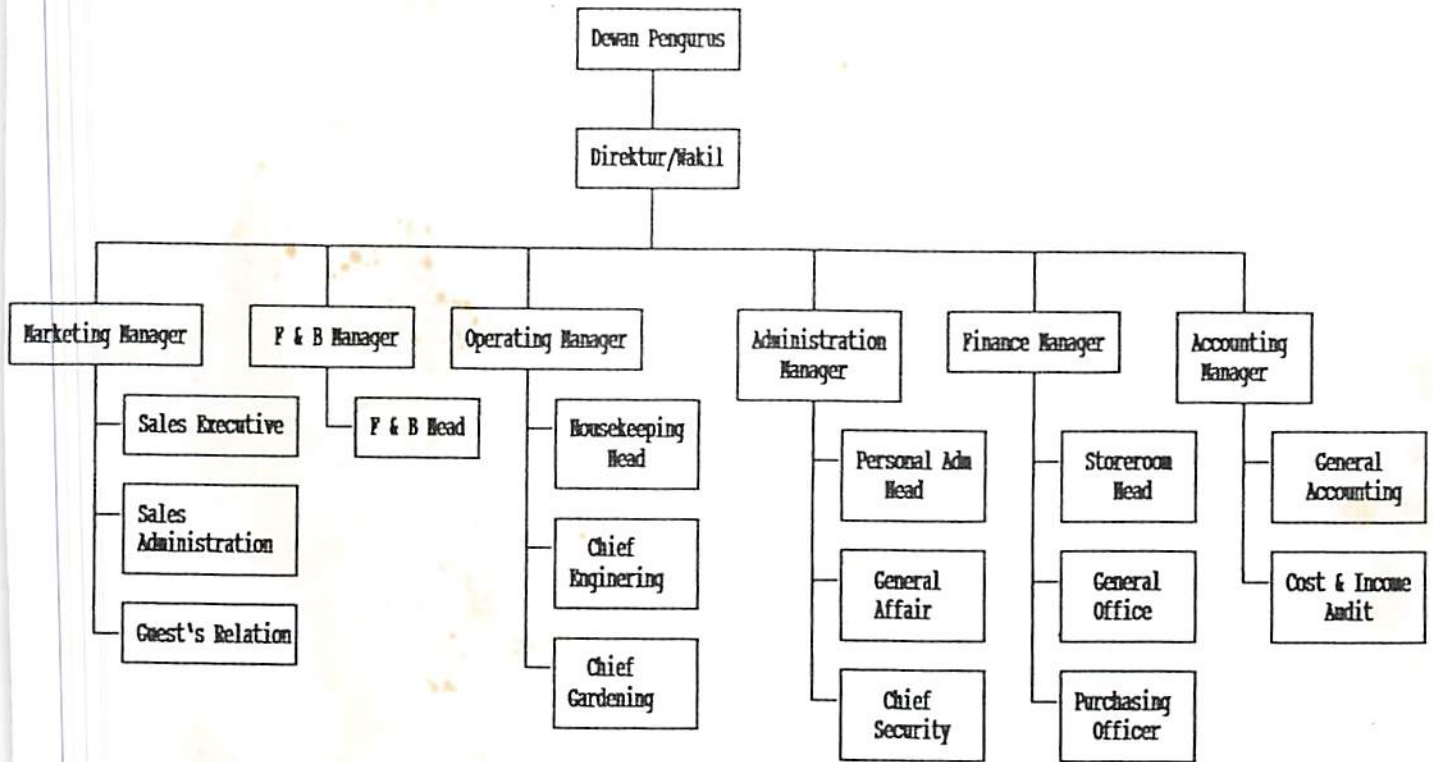 Dewan Pengurus
Direktur/Wakil
Marketing Manager
F & B Manager
Operating Manager
Administration
Manager
Finance Manager
Accounting
Manager
Sales Executive
Sales
Administration
Guest's Relation
F & B Head
Housekeeping
Head
Chief
Enginering
Chief
Gardening
Personal Adm
Head
General
Affair
Chief
Security
Storeroom
Head
General
Office
Purchasing
Officer
General
Accounting
Cost & Income
Audit